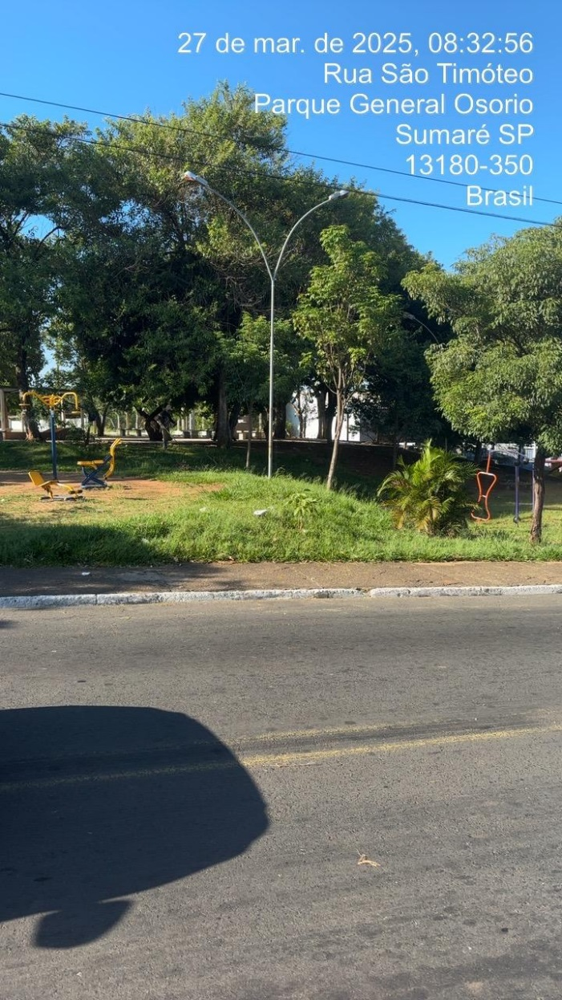 27 de mar. de 2025, 08:32:56
Rua São Timóteo
Parque General Osorio
Sumaré SP
13180-350
Brasil